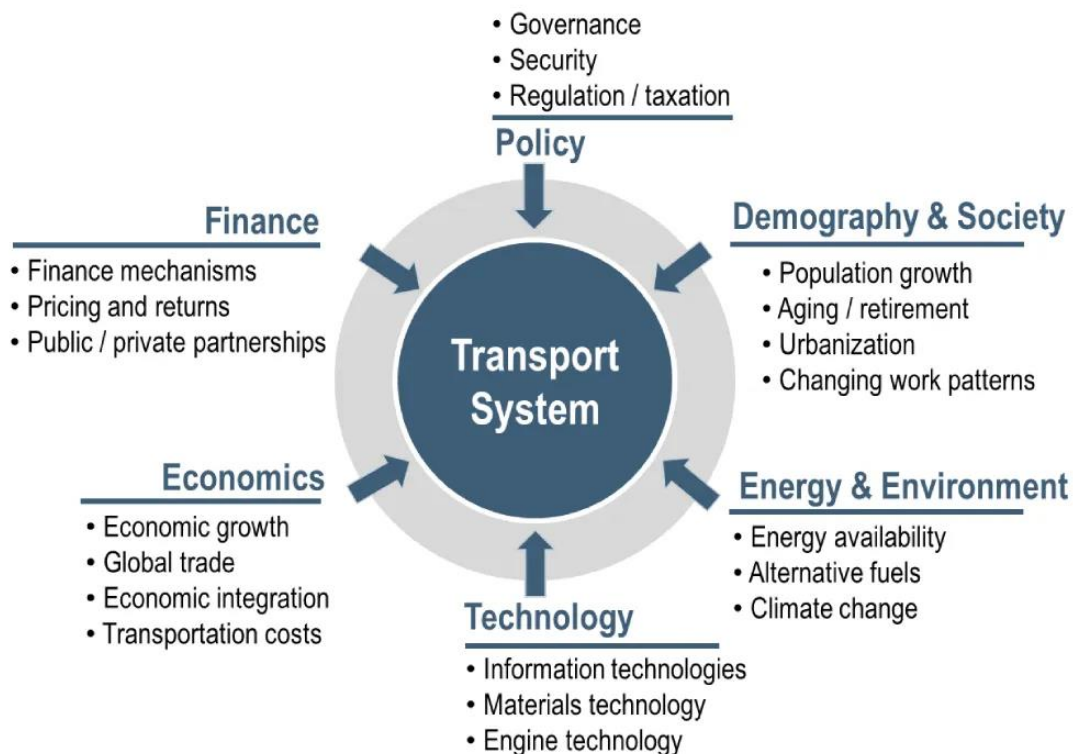 • Governance
• Security
• Regulation / taxation
Policy
Finance
• Finance mechanisms
• Pricing and returns
• Public / private partnerships
Demography & Society
• Population growth
• Aging / retirement
• Urbanization
• Changing work patterns
Transport
System
Economics
• Economic growth
• Global trade
• Economic integration
• Transportation costs
Energy & Environment
• Energy availability
• Alternative fuels
• Climate change
Technology
• Information technologies
• Materials technology
• Engine technology